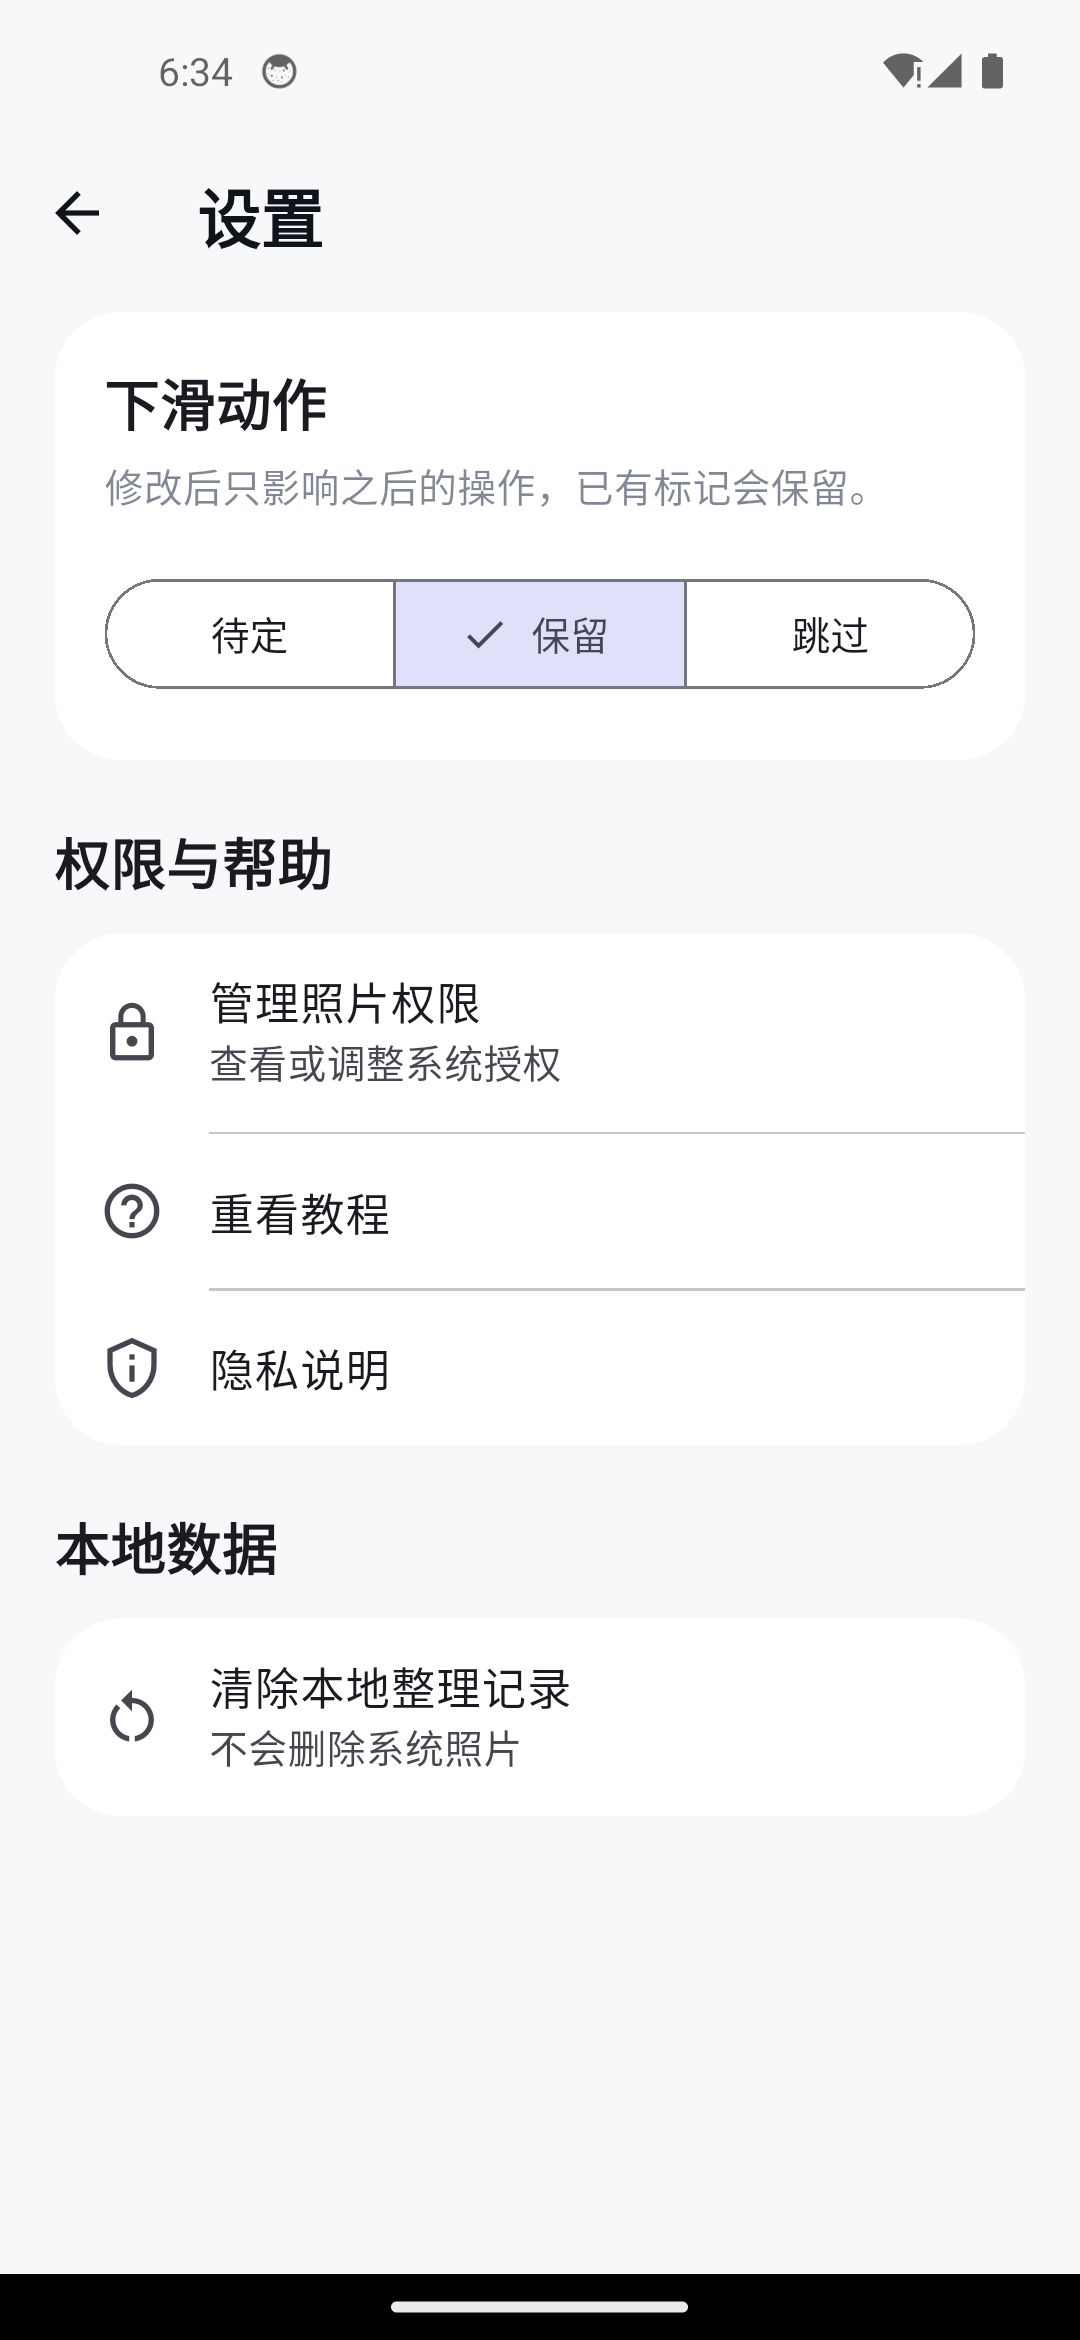 6:34
设置
下滑动作
修改后只影响之后的操作，已有标记会保留。
待定
保留
跳过
权限与帮助
管理照片权限
查看或调整系统授权
重看教程
隐私说明
本地数据
清除本地整理记录
不会删除系统照片